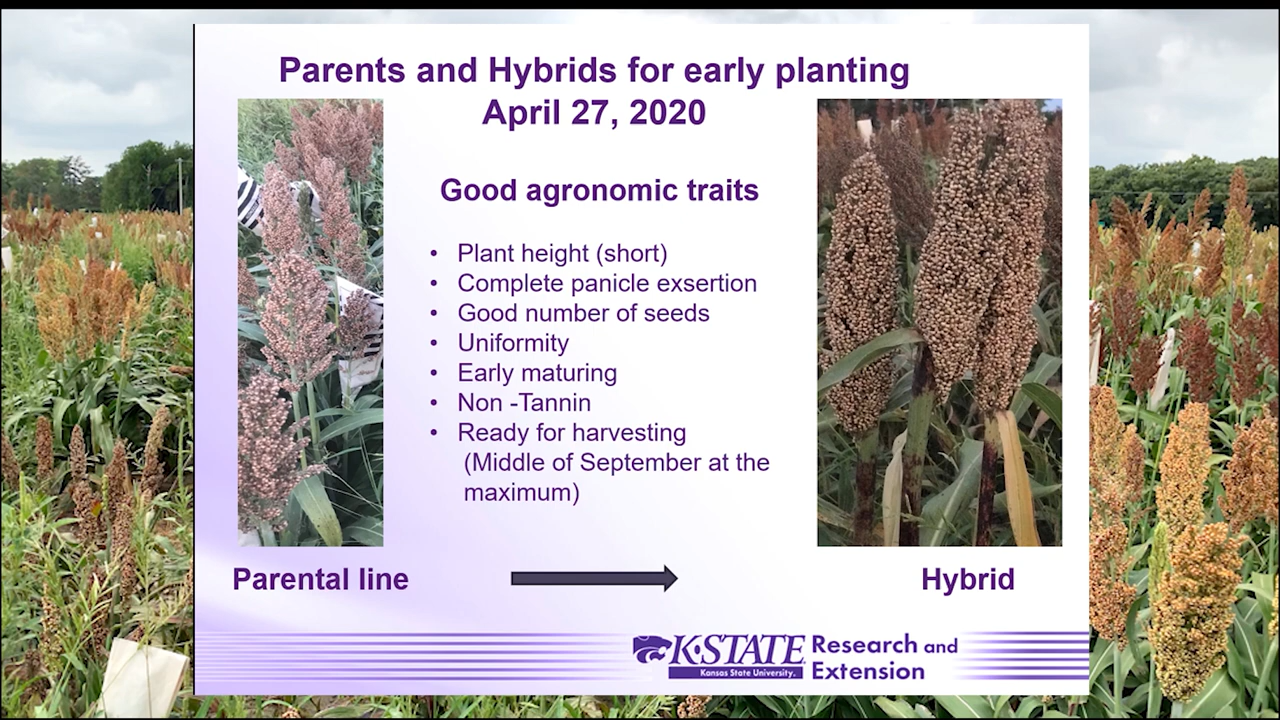 Parents and Hybrids for early planting
April 27, 2020
Good agronomic traits
• Plant height (short)
• Complete panicle exsertion
• Good number of seeds
• Uniformity
• Early maturing
• Non -Tannin
• Ready for harvesting
(Middle of September at the
maximum)
Parental line
Hybrid
K-STATE
Kansas State University.
Research and
Extension